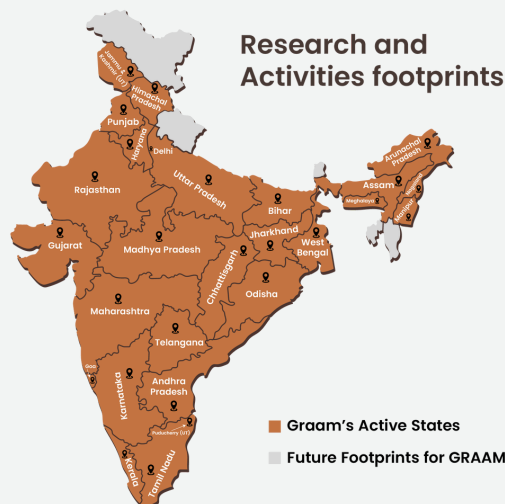 Research and
Activities footprints
Jammu &
Kashmir (UT)
Himachal
Pradesh
Punjab
Haryana
Delhi
Rajasthan
Uttar Pradesh
Arunachal
Pradesh
Assam
Nagaland
Meghalaya
Manipur
Bihar
Jharkhand
West
Bengal
Gujarat
Madhya Pradesh
Chhattisgarh
Odisha
Maharashtra
Telangana
Goa
Karnataka
Andhra
Pradesh
Puducherry (UT)
Kerala
Tamil Nadu
Graam's Active States
Future Footprints for GRAAM